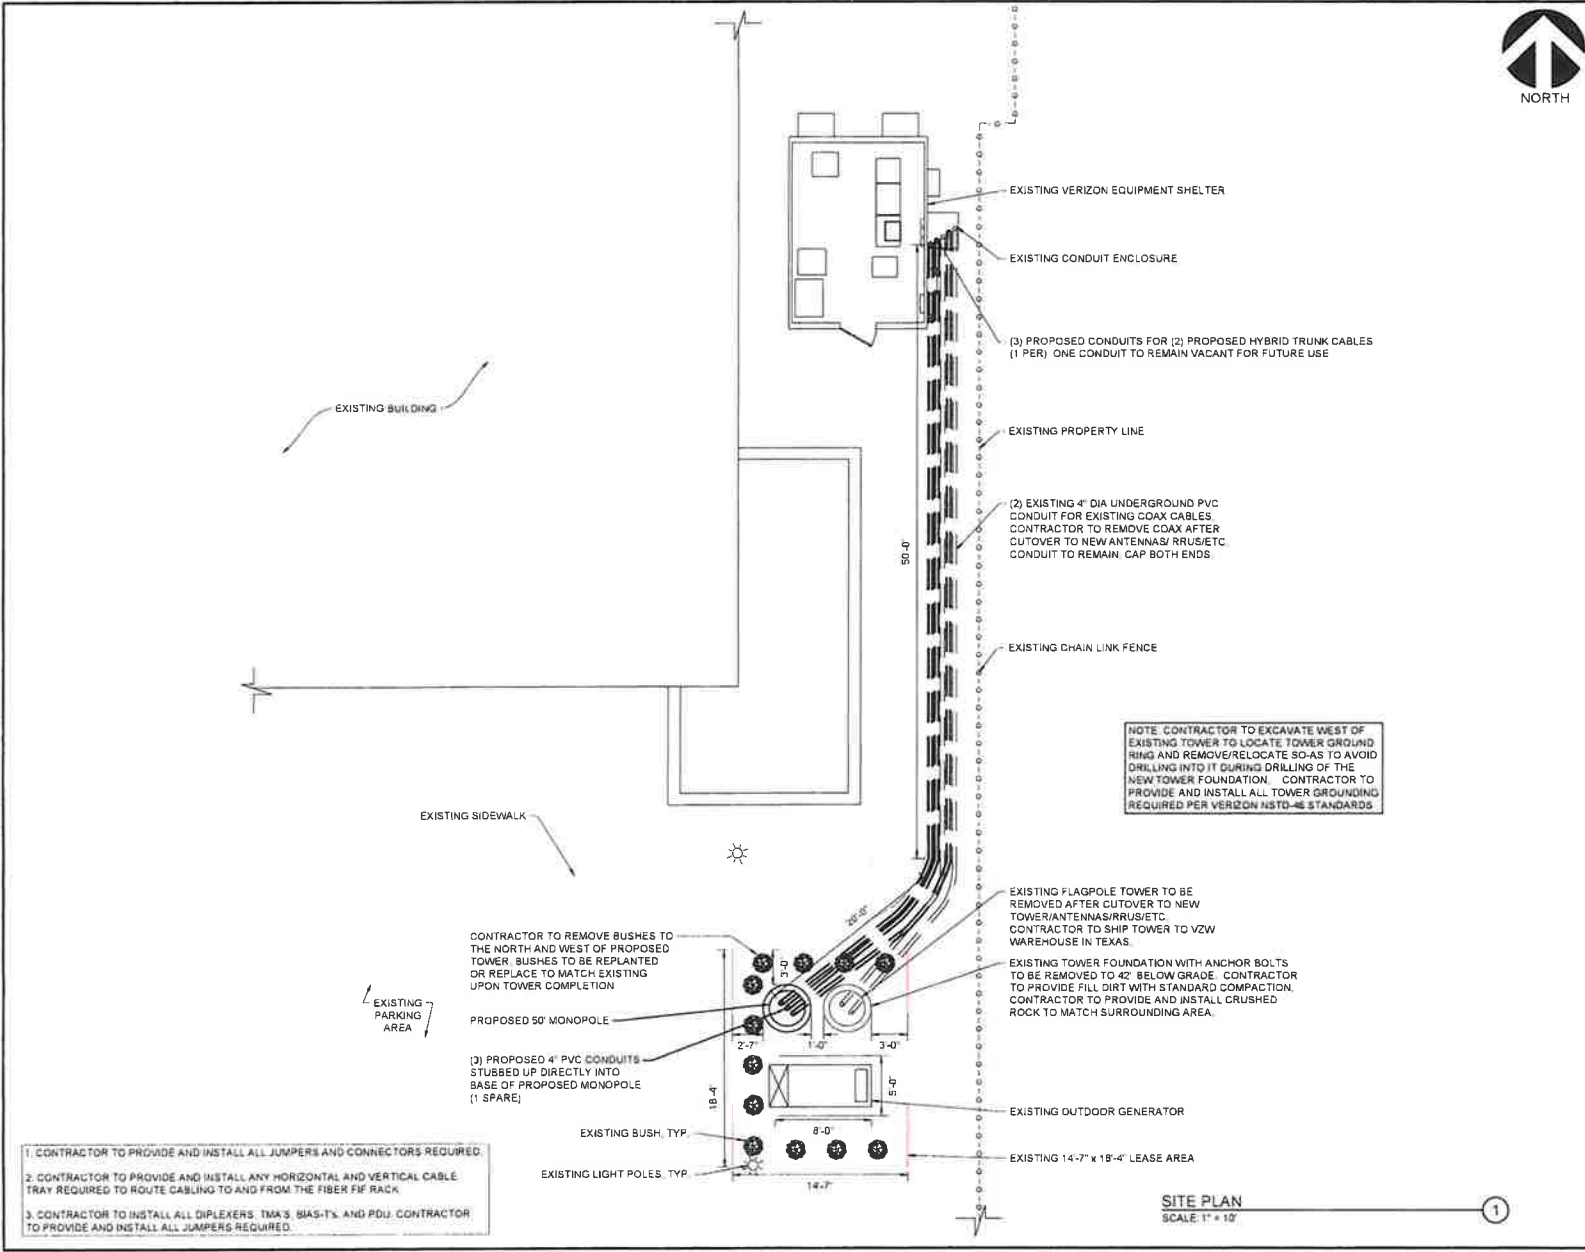 NORTH
EXISTING VERIZON EQUIPMENT SHELTER
EXISTING CONDUIT ENCLOSURE
(3) PROPOSED CONDUITS FOR (2) PROPOSED HYBRID TRUNK CABLES
(1 PER) ONE CONDUIT TO REMAIN VACANT FOR FUTURE USE
EXISTING BUILDING
EXISTING PROPERTY LINE
(2) EXISTING 4" DIA UNDERGROUND PVC
CONDUIT FOR EXISTING COAX CABLES.
CONTRACTOR TO REMOVE COAX AFTER
CUTOVER TO NEW ANTENNAS/ RRUS/ETC.
CONDUIT TO REMAIN. CAP BOTH ENDS.
50'-0"
EXISTING CHAIN LINK FENCE
NOTE: CONTRACTOR TO EXCAVATE WEST OF
EXISTING TOWER TO LOCATE TOWER GROUND
RING AND REMOVE/RELOCATE SO-AS TO AVOID
DRILLING INTO IT DURING DRILLING OF THE
NEW TOWER FOUNDATION. CONTRACTOR TO
PROVIDE AND INSTALL ALL TOWER GROUNDING
REQUIRED PER VERIZON NSTD-46 STANDARDS
EXISTING SIDEWALK
EXISTING FLAGPOLE TOWER TO BE
REMOVED AFTER CUTOVER TO NEW
TOWER/ANTENNAS/RRUS/ETC.
CONTRACTOR TO SHIP TOWER TO VZW
WAREHOUSE IN TEXAS.
20'-0"
CONTRACTOR TO REMOVE BUSHES TO
THE NORTH AND WEST OF PROPOSED
TOWER. BUSHES TO BE REPLANTED
OR REPLACE TO MATCH EXISTING
UPON TOWER COMPLETION
3'-0
EXISTING TOWER FOUNDATION WITH ANCHOR BOLTS
TO BE REMOVED TO 42" BELOW GRADE. CONTRACTOR
TO PROVIDE FILL DIRT WITH STANDARD COMPACTION.
CONTRACTOR TO PROVIDE AND INSTALL CRUSHED
ROCK TO MATCH SURROUNDING AREA.
EXISTING
PARKING
AREA
PROPOSED 50' MONOPOLE
2'-7"
1'-0"
3'-0"
(3) PROPOSED 4" PVC CONDUITS
STUBBED UP DIRECTLY INTO
BASE OF PROPOSED MONOPOLE
(1 SPARE)
18'-4"
5'-0"
8'-0"
EXISTING OUTDOOR GENERATOR
EXISTING BUSH, TYP.
EXISTING LIGHT POLES, TYP.
14'-7"
EXISTING 14'-7" x 18'-4" LEASE AREA
1. CONTRACTOR TO PROVIDE AND INSTALL ALL JUMPERS AND CONNECTORS REQUIRED.
2. CONTRACTOR TO PROVIDE AND INSTALL ANY HORIZONTAL AND VERTICAL CABLE
TRAY REQUIRED TO ROUTE CABLING TO AND FROM THE FIBER FIF RACK
3. CONTRACTOR TO INSTALL ALL DIPLEXERS, TMA'S, BIAS-T's, AND PDU. CONTRACTOR
TO PROVIDE AND INSTALL ALL JUMPERS REQUIRED.
SITE PLAN
SCALE: 1" = 10'
1